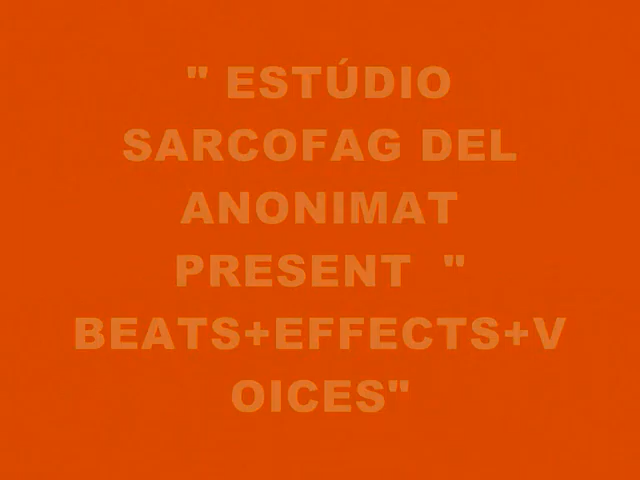 " ESTÚDIO
SARCOFAG DEL
ANONIMAT
PRESENT  "
BEATS+EFFECTS+V
OICES"